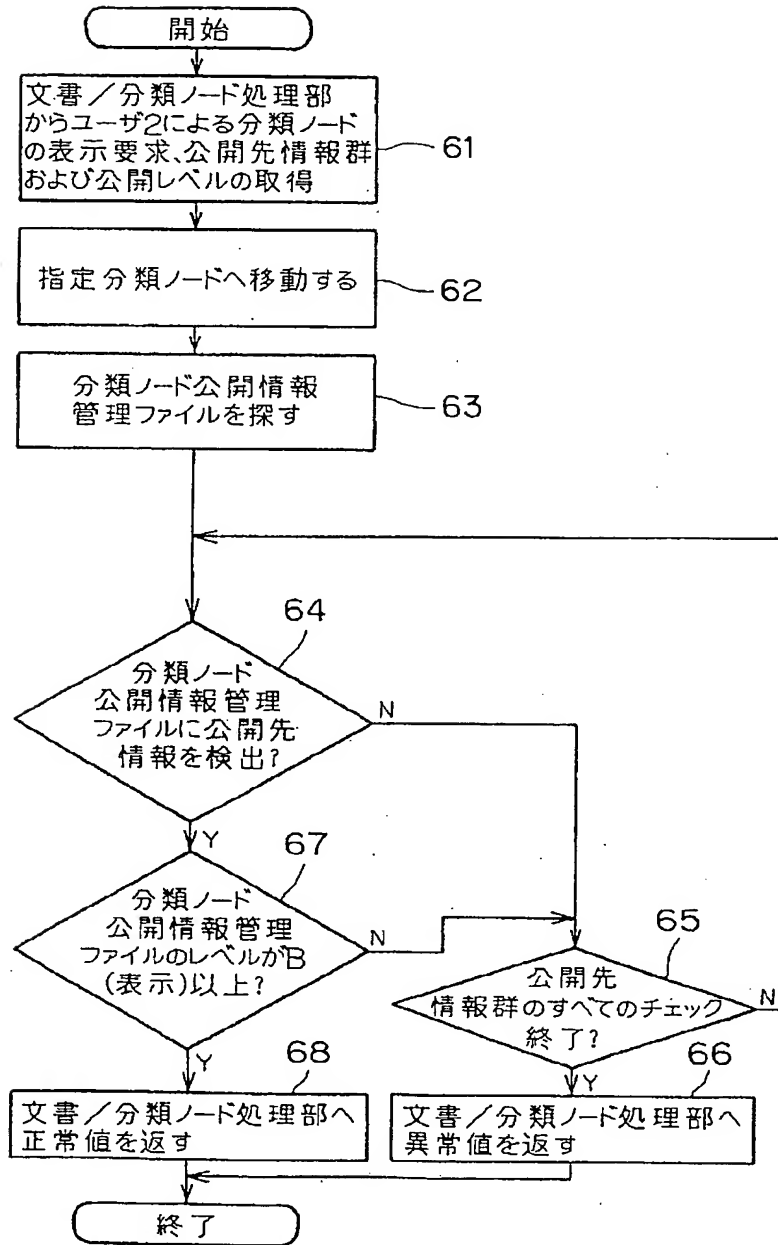 開始
文書／分類ノード処理部
からユーザ2による分類ノード
の表示要求、公開先情報群
および公開レベルの取得
61
指定分類ノードへ移動する
62
分類ノード公開情報
管理ファイルを探す
63
64
分類ノード
公開情報管理
ファイルに公開先
情報を検出?
N
Y
67
分類ノード
公開情報管理
ファイルのレベルがB
(表示)以上?
N
Y
65
公開先
情報群のすべてのチェック
終了?
N
Y
68
文書／分類ノード処理部へ
正常値を返す
66
文書／分類ノード処理部へ
異常値を返す
終了